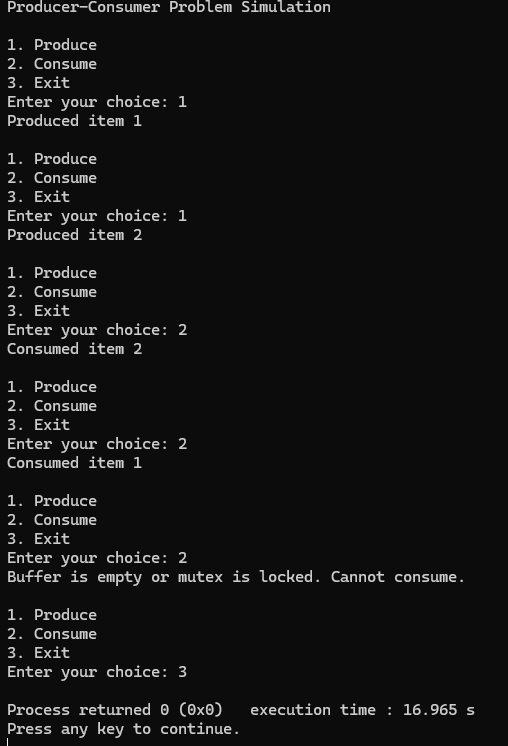 Producer-Consumer Problem Simulation
1. Produce
2. Consume
3. Exit
Enter your choice: 1
Produced item 1
1. Produce
2. Consume
3. Exit
Enter your choice: 1
Produced item 2
1. Produce
2. Consume
3. Exit
Enter your choice: 2
Consumed item 2
1. Produce
2. Consume
3. Exit
Enter your choice: 2
Consumed item 1
1. Produce
2. Consume
3. Exit
Enter your choice: 2
Buffer is empty or mutex is locked. Cannot consume.
1. Produce
2. Consume
3. Exit
Enter your choice: 3
Process returned 0 (0x0)   execution time : 16.965 s
Press any key to continue.